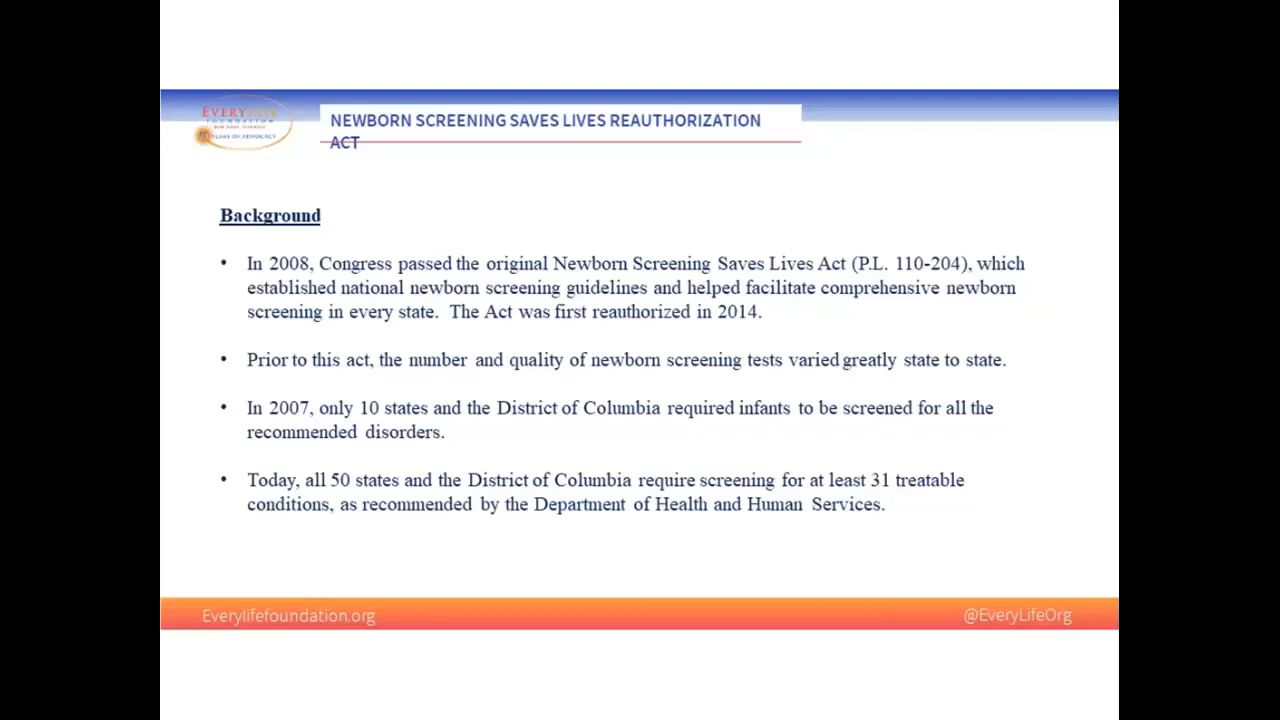 EVERYLIFE
FOUNDATION
YEARS OF ADVOCACY
NEWBORN SCREENING SAVES LIVES REAUTHORIZATION
ACT
Background
• In 2008, Congress passed the original Newborn Screening Saves Lives Act (P.L. 110-204), which
established national newborn screening guidelines and helped facilitate comprehensive newborn
screening in every state. The Act was first reauthorized in 2014.
• Prior to this act, the number and quality of newborn screening tests varied greatly state to state.
• In 2007, only 10 states and the District of Columbia required infants to be screened for all the
recommended disorders.
• Today, all 50 states and the District of Columbia require screening for at least 31 treatable
conditions, as recommended by the Department of Health and Human Services.
Everylifefoundation.org
@EveryLifeOrg